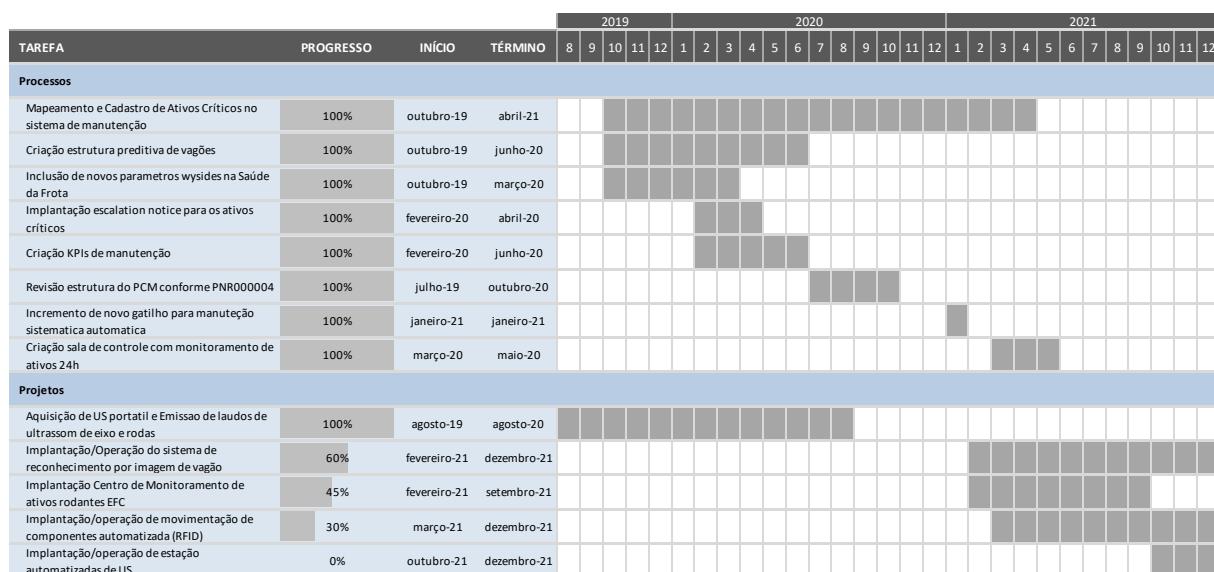 2019 2020 2021
TAREFA PROGRESSO INÍCIO TÉRMINO 8 9 10 11 12 1 2 3 4 5 6 7 8 9 10 11 12 1 2 3 4 5 6 7 8 9 10 11 12
Processos
Mapeamento e Cadastro de Ativos Críticos no
sistema de manutenção
100% outubro-19 abril-21
Criação estrutura preditiva de vagões 100% outubro-19 junho-20
Inclusão de novos parametros wysides na Saúde
da Frota
100% outubro-19 março-20
Implantação escalation notice para os ativos
críticos
100% fevereiro-20 abril-20
Criação KPIs de manutenção 100% fevereiro-20 junho-20
Revisão estrutura do PCM conforme PNR000004 100% julho-19 outubro-20
Incremento de novo gatilho para manuteção
sistematica automatica
100% janeiro-21 janeiro-21
Criação sala de controle com monitoramento de
ativos 24h
100% março-20 maio-20
Projetos
Aquisição de US portatil e Emissao de laudos de
ultrassom de eixo e rodas
100% agosto-19 agosto-20
Implantação/Operação do sistema de
reconhecimento por imagem de vagão
60% fevereiro-21 dezembro-21
Implantação Centro de Monitoramento de
ativos rodantes EFC
45% fevereiro-21 setembro-21
Implantação/operação de movimentação de
componentes automatizada (RFID)
30% março-21 dezembro-21
Implantação/operação de estação
automatizadas de US
0% outubro-21 dezembro-21